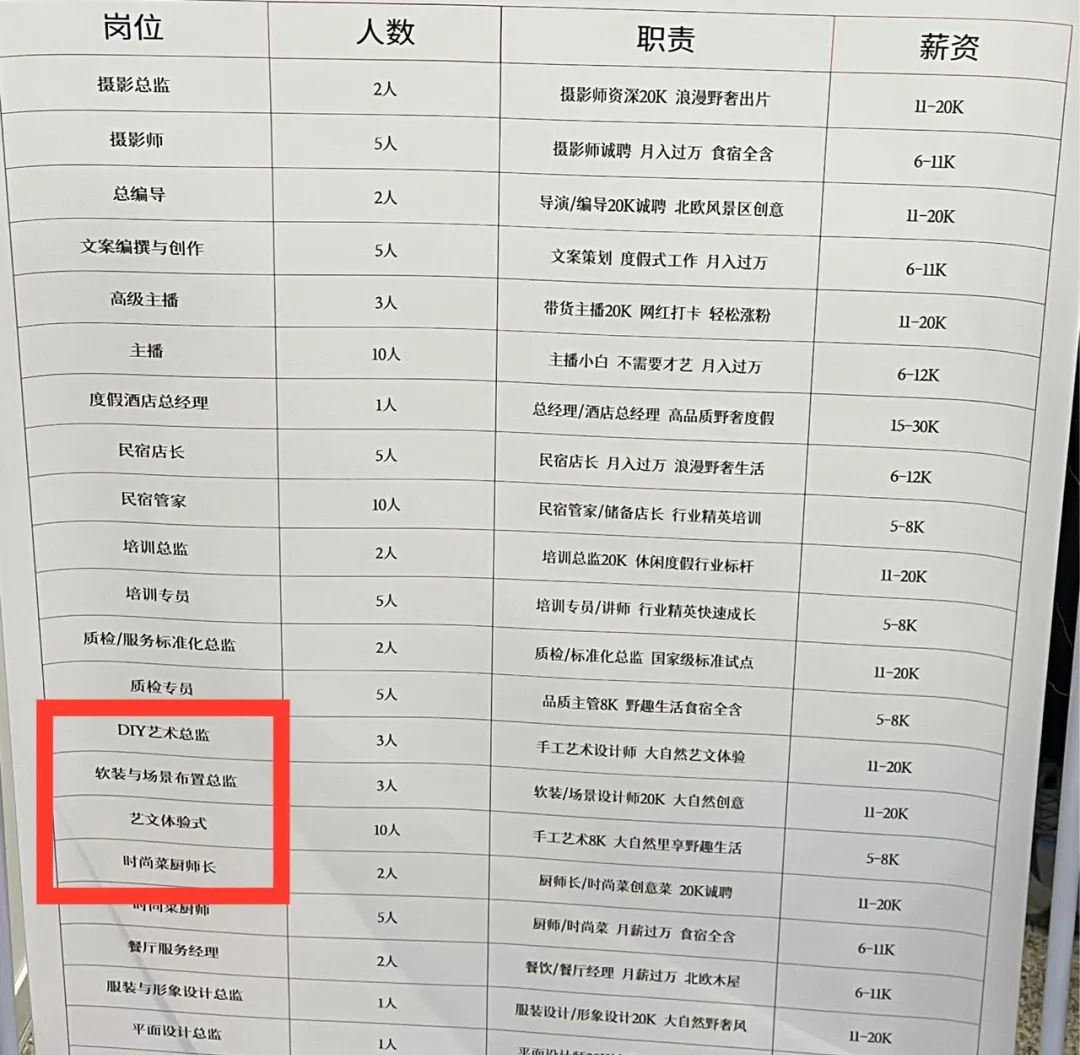 岗位 人数 职责 薪资
摄影总监 2人 摄影师资深20K 浪漫野奢出片 11-20K
摄影师 5人 摄影师诚聘 月入过万 食宿全含 6-11K
总编导 2人 导演/编导20K诚聘 北欧风景区创意 11-20K
文案编撰与创作 5人 文案策划 度假式工作 月入过万 6-11K
高级主播 3人 带货主播20K 网红打卡 轻松涨粉 11-20K
主播 10人 主播小白 不需要才艺 月入过万 6-12K
度假酒店总经理 1人 总经理/酒店总经理 高品质野奢度假 15-30K
民宿店长 5人 民宿店长 月入过万 浪漫野奢生活 6-12K
民宿管家 10人 民宿管家/储备店长 行业精英培训 5-8K
培训总监 2人 培训总监20K 休闲度假行业标杆 11-20K
培训专员 5人 培训专员/讲师 行业精英快速成长 5-8K
质检/服务标准化总监 2人 质检/标准化总监 国家级标准试点 11-20K
质检专员 5人 品质主管8K 野趣生活食宿全含 5-8K
DIY艺术总监 3人 手工艺术设计师 大自然艺文体验 11-20K
软装与场景布置总监 3人 软装/场景设计师20K 大自然创意 11-20K
艺文体验式 10人 手工艺术8K 大自然里享野趣生活 5-8K
时尚菜厨师长 2人 厨师长/时尚菜创意菜 20K诚聘 11-20K
时尚菜厨师 5人 厨师/时尚菜 月薪过万 食宿全含 6-11K
餐厅服务经理 2人 餐饮/餐厅经理 月薪过万 北欧木屋 6-11K
服装与形象设计总监 1人 服装设计/形象设计20K 大自然野奢风 11-20K
平面设计总监 1人 平面设计师20K